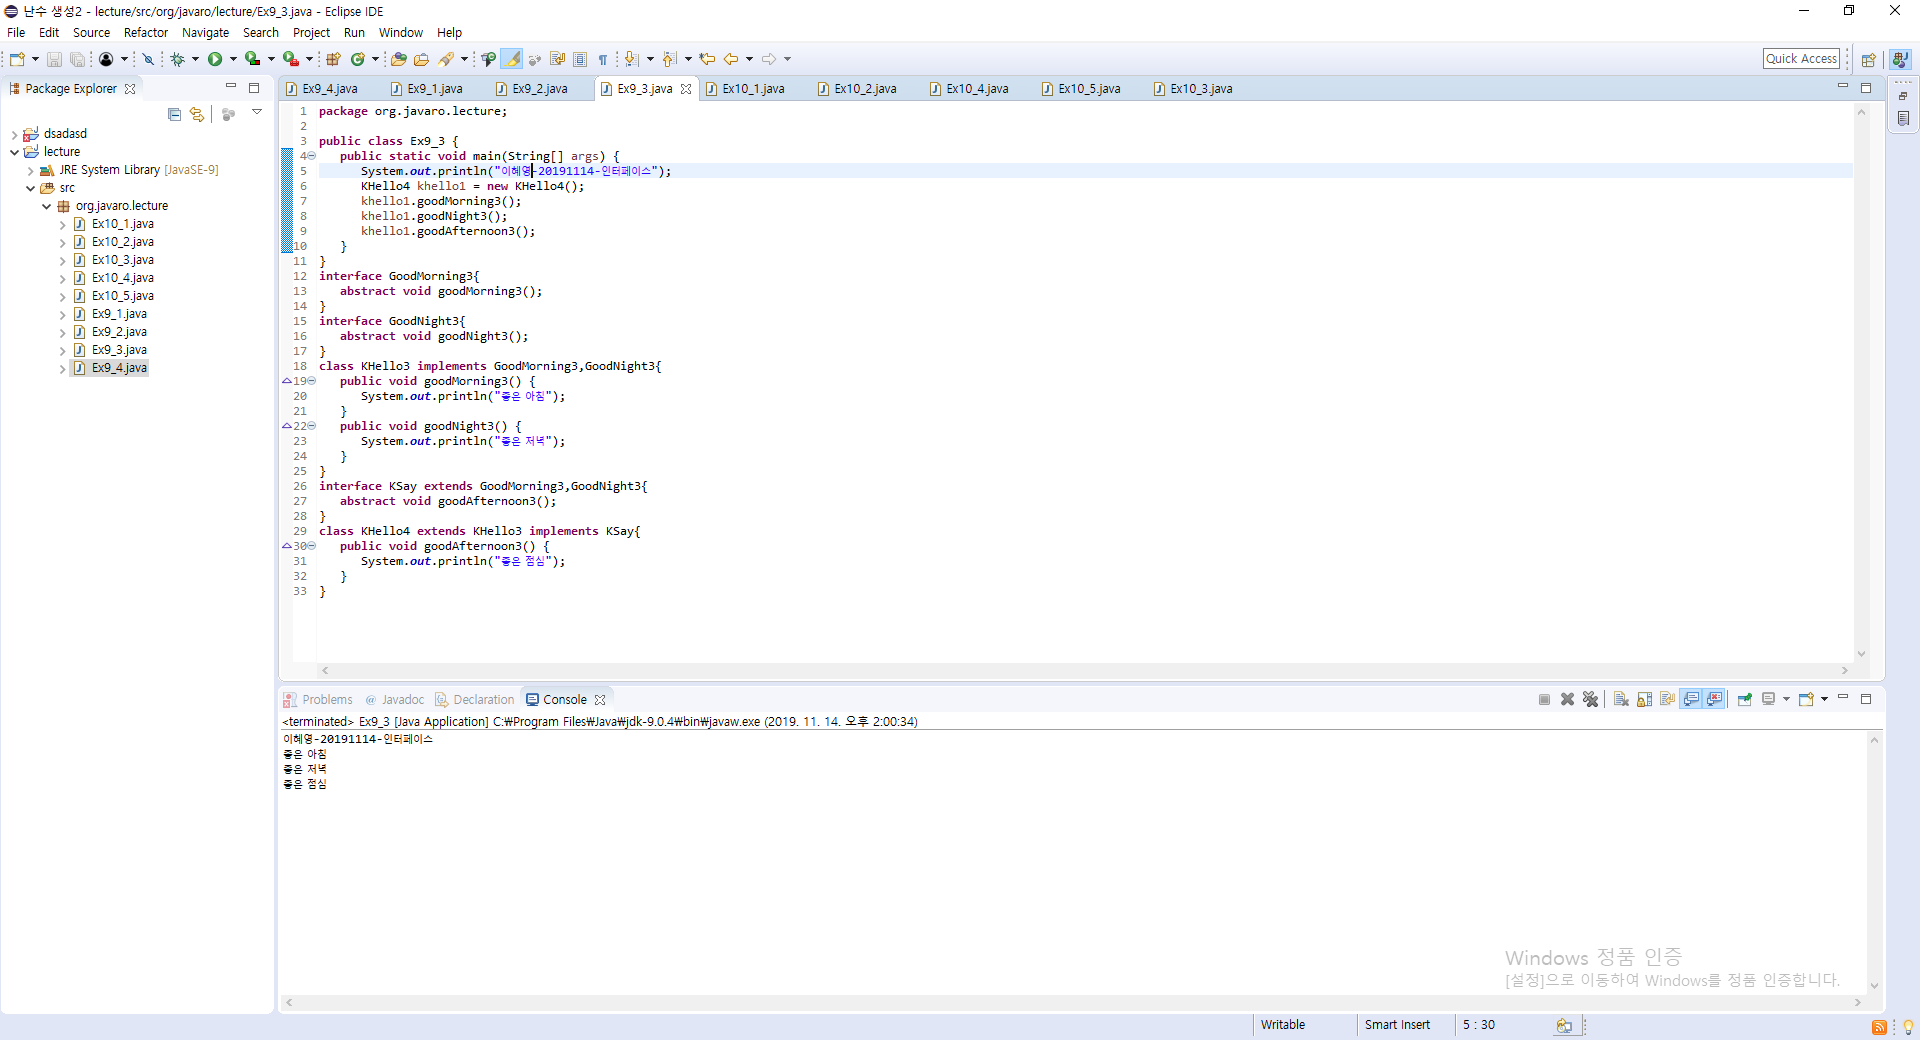 난수 생성2 - lecture/src/org/javaro/lecture/Ex9_3.java - Eclipse IDE
File Edit Source Refactor Navigate Search Project Run Window Help
Quick Access
Package Explorer
Ex9_4.java Ex9_1.java Ex9_2.java Ex9_3.java Ex10_1.java Ex10_2.java Ex10_4.java Ex10_5.java Ex10_3.java
dsadasd
lecture
JRE System Library [JavaSE-9]
src
org.javaro.lecture
Ex10_1.java
Ex10_2.java
Ex10_3.java
Ex10_4.java
Ex10_5.java
Ex9_1.java
Ex9_2.java
Ex9_3.java
Ex9_4.java
1 package org.javaro.lecture;
2
3 public class Ex9_3 {
4 public static void main(String[] args) {
5 System.out.println("이혜영-20191114-인터페이스");
6 KHello4 khello1 = new KHello4();
7 khello1.goodMorning3();
8 khello1.goodNight3();
9 khello1.goodAfternoon3();
10 }
11 }
12 interface GoodMorning3{
13 abstract void goodMorning3();
14 }
15 interface GoodNight3{
16 abstract void goodNight3();
17 }
18 class KHello3 implements GoodMorning3,GoodNight3{
19 public void goodMorning3() {
20 System.out.println("좋은 아침");
21 }
22 public void goodNight3() {
23 System.out.println("좋은 저녁");
24 }
25 }
26 interface KSay extends GoodMorning3,GoodNight3{
27 abstract void goodAfternoon3();
28 }
29 class KHello4 extends KHello3 implements KSay{
30 public void goodAfternoon3() {
31 System.out.println("좋은 점심");
32 }
33 }
Problems @ Javadoc Declaration Console
<terminated> Ex9_3 [Java Application] C:₩Program Files₩Java₩jdk-9.0.4₩bin₩javaw.exe (2019. 11. 14. 오후 2:00:34)
이혜영-20191114-인터페이스
좋은 아침
좋은 저녁
좋은 점심
Windows 정품 인증
[설정]으로 이동하여 Windows를 정품 인증합니다.
Writable Smart Insert 5 : 30